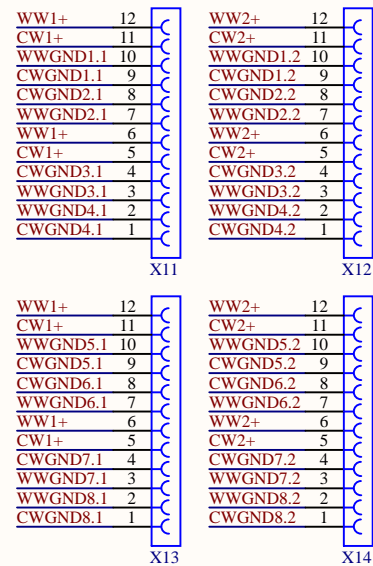 WW1+ 12
CW1+ 11
WWGND1.1 10
CWGND1.1 9
CWGND2.1 8
WWGND2.1 7
WW1+ 6
CW1+ 5
CWGND3.1 4
WWGND3.1 3
WWGND4.1 2
CWGND4.1 1
X11
WW2+ 12
CW2+ 11
WWGND1.2 10
CWGND1.2 9
CWGND2.2 8
WWGND2.2 7
WW2+ 6
CW2+ 5
CWGND3.2 4
WWGND3.2 3
WWGND4.2 2
CWGND4.2 1
X12
WW1+ 12
CW1+ 11
WWGND5.1 10
CWGND5.1 9
CWGND6.1 8
WWGND6.1 7
WW1+ 6
CW1+ 5
CWGND7.1 4
WWGND7.1 3
WWGND8.1 2
CWGND8.1 1
X13
WW2+ 12
CW2+ 11
WWGND5.2 10
CWGND5.2 9
CWGND6.2 8
WWGND6.2 7
WW2+ 6
CW2+ 5
CWGND7.2 4
WWGND7.2 3
WWGND8.2 2
CWGND8.2 1
X14